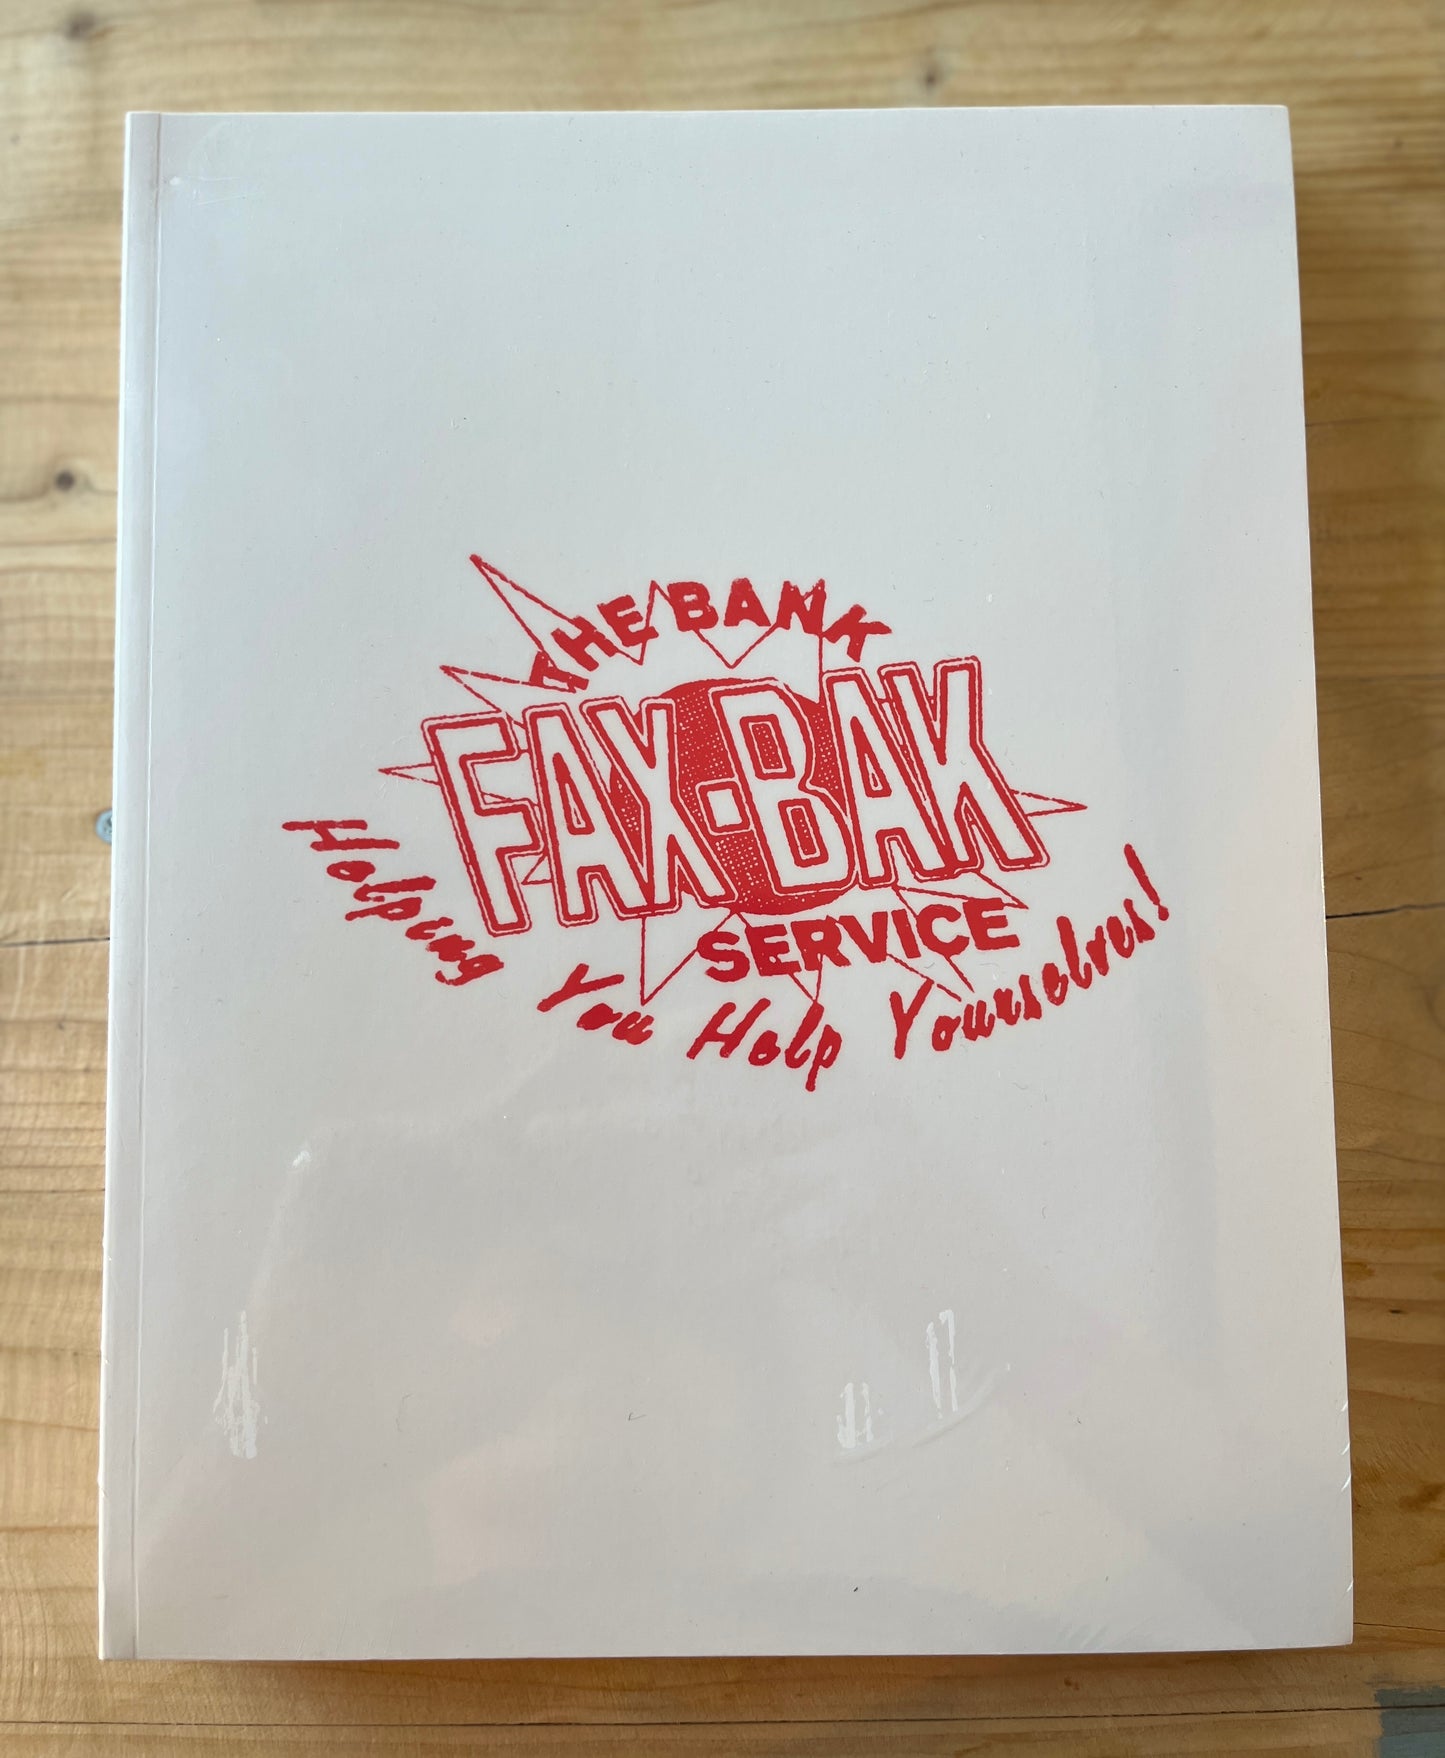 THE BANK
FAX-BAK
SERVICE
Helping You Help Yourselves!